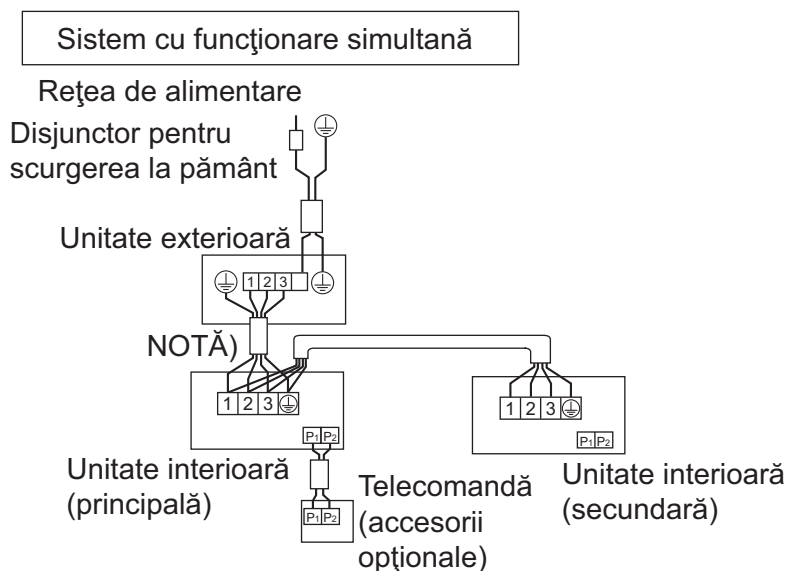 Sistem cu funcţionare simultană
Reţea de alimentare
Disjunctor pentru
scurgerea la pământ
Unitate exterioară
1 2 3
NOTĂ)
1 2 3
P1 P2
1 2 3
P1 P2
Unitate interioară
(principală)
P1 P2
Telecomandă
(accesorii
opţionale)
Unitate interioară
(secundară)